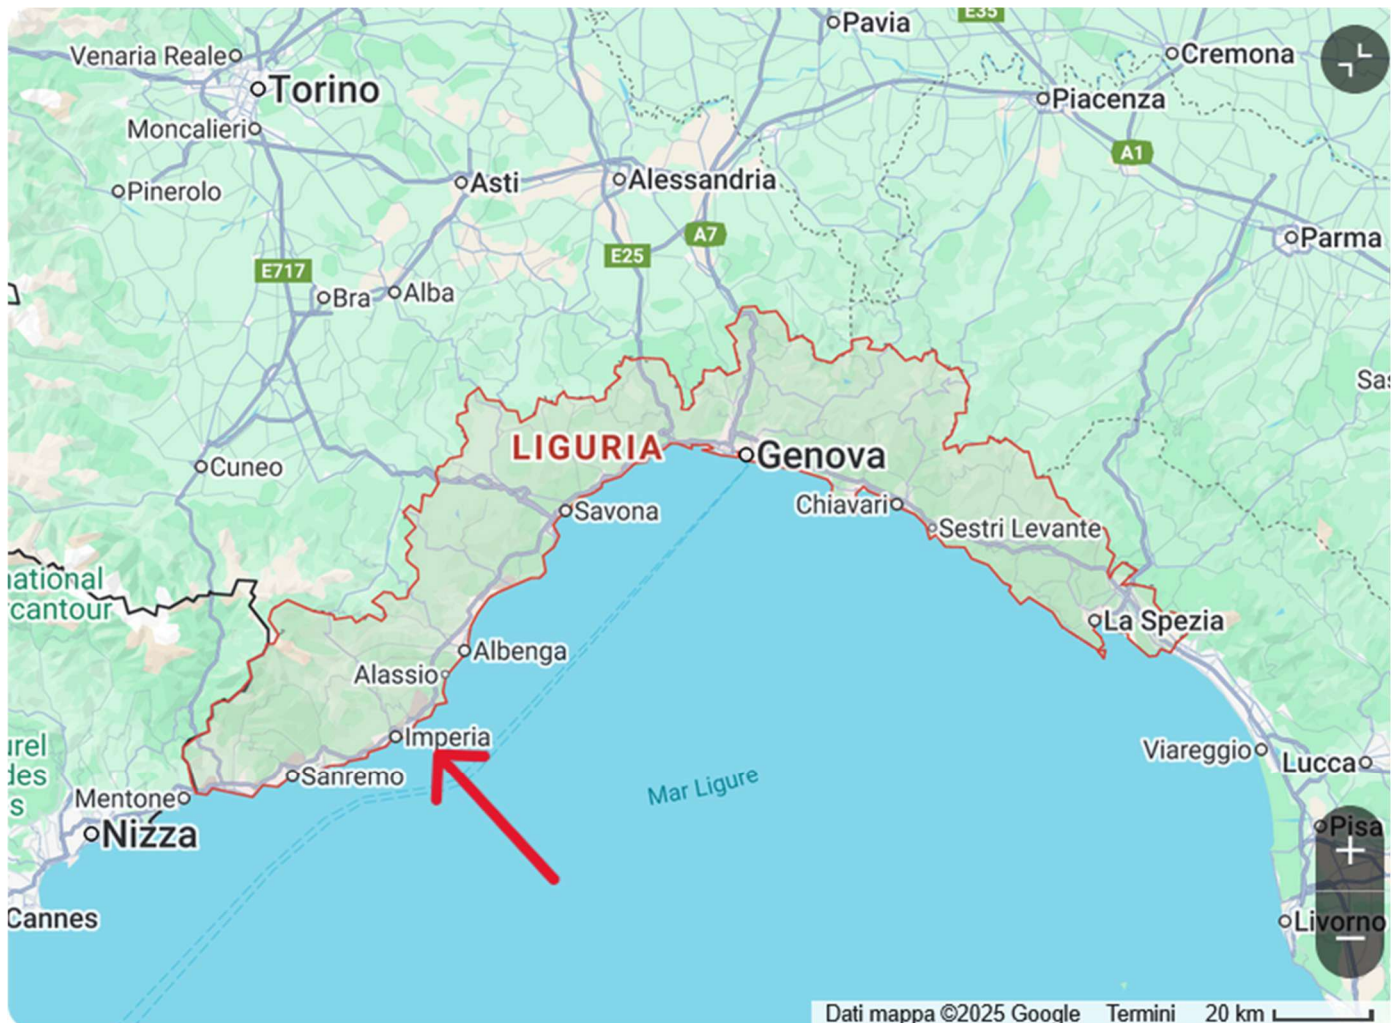 E35
Pavia
Cremona
Venaria Reale
Torino
Piacenza
Moncalieri
A1
Pinerolo
Asti
Alessandria
A7
Parma
E25
E717
Bra
Alba
Sas
LIGURIA
Genova
Cuneo
Chiavari
Savona
Sestri Levante
national
rcantour
La Spezia
Albenga
Alassio
Imperia
urel
des
s
Viareggio
Lucca
Sanremo
Mar Ligure
Mentone
Nizza
Pisa
+
Cannes
Livorno
−
Dati mappa ©2025 Google Termini 20 km